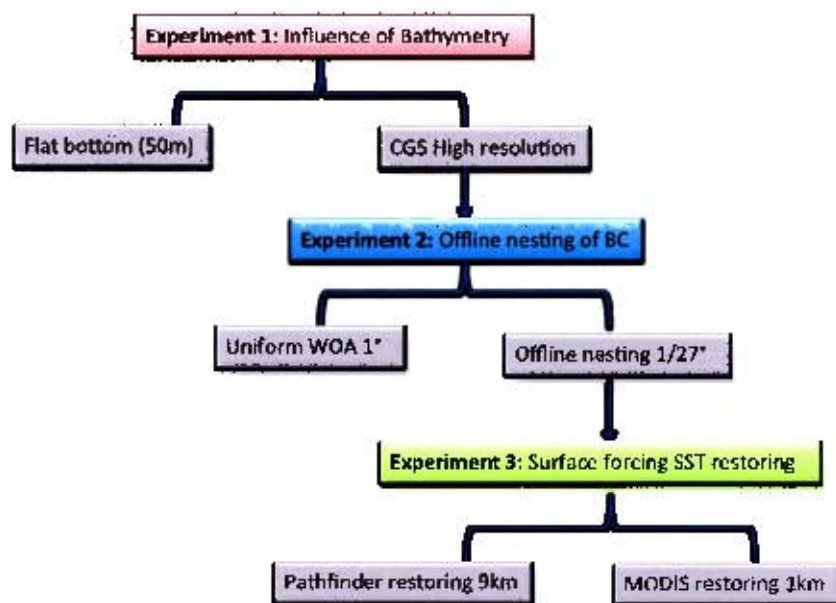 Experiment 1: Influence of Bathymetry
Flat bottom (50m)
CGS High resolution
Experiment 2: Offline nesting of BC
Uniform WOA 1°
Offline nesting 1/27°
Experiment 3: Surface forcing SST restoring
Pathfinder restoring 9km
MODIS restoring 1km